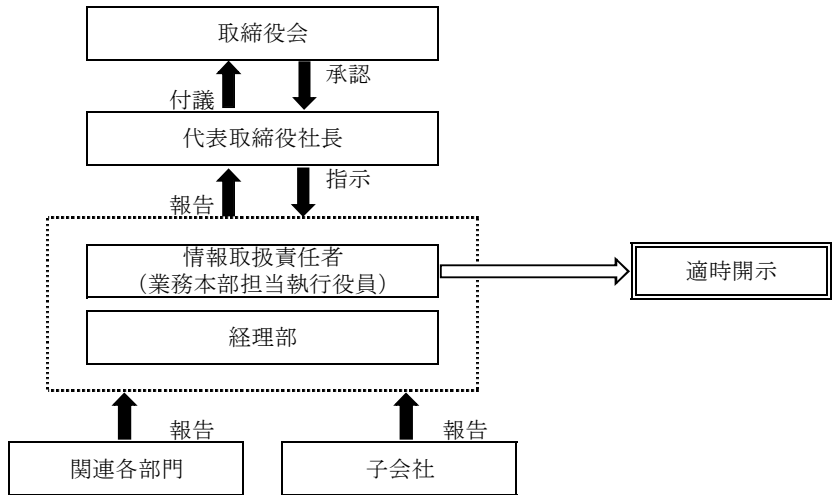 取締役会
付議
承認
代表取締役社長
報告
指示
情報取扱責任者
（業務本部担当執行役員）
適時開示
経理部
報告
報告
関連各部門
子会社